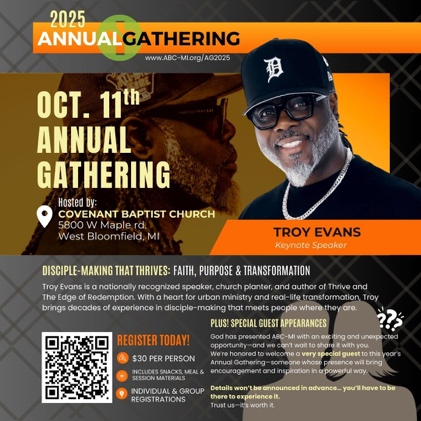 2025
ANNUALGATHERING
www.ABC-MI.org/AG2025
D
OCT. 11th
ANNUAL
GATHERING
Hosted by:
COVENANT BAPTIST CHURCH
5800 W Maple rd.
West Bloomfield, MI
TROY EVANS
Keynote Speaker
DISCIPLE-MAKING THAT THRIVES: FAITH, PURPOSE & TRANSFORMATION
Troy Evans is a nationally recognized speaker, church planter, and author of Thrive and
The Edge of Redemption. With a heart for urban ministry and real-life transformation, Troy
brings decades of experience in disciple-making that meets people where they are.
PLUS! SPECIAL GUEST APPEARANCES
???
God has presented ABC-MI with an exciting and unexpected
opportunity—and we can't wait to share it with you.
We're honored to welcome a very special guest to this year's
Annual Gathering—someone whose presence will bring
encouragement and inspiration in a powerful way.
Details won't be announced in advance... you'll have to be
there to experience it.
Trust us—it's worth it.
REGISTER TODAY!
$30 PER PERSON
INCLUDES SNACKS, MEAL &
SESSION MATERIALS
INDIVIDUAL & GROUP
REGISTRATIONS